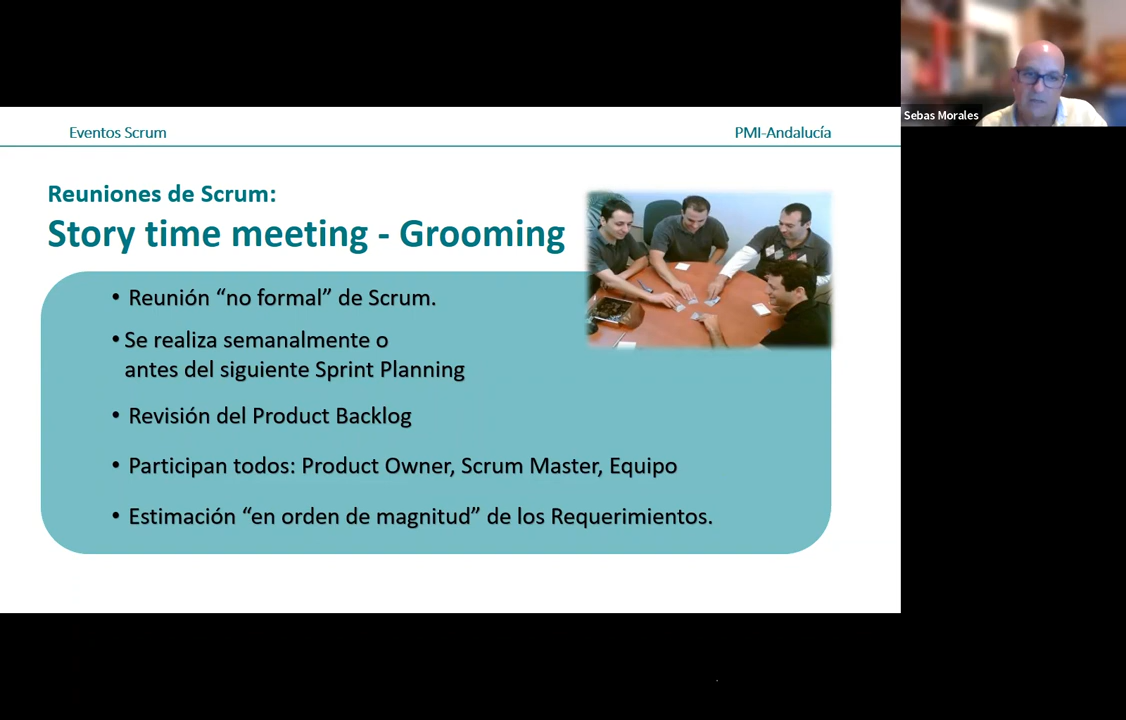 Eventos Scrum
PMI-Andalucía
Sebas Morales
Reuniones de Scrum:
Story time meeting - Grooming
• Reunión “no formal” de Scrum.
• Se realiza semanalmente o
antes del siguiente Sprint Planning
• Revisión del Product Backlog
• Participan todos: Product Owner, Scrum Master, Equipo
• Estimación “en orden de magnitud” de los Requerimientos.